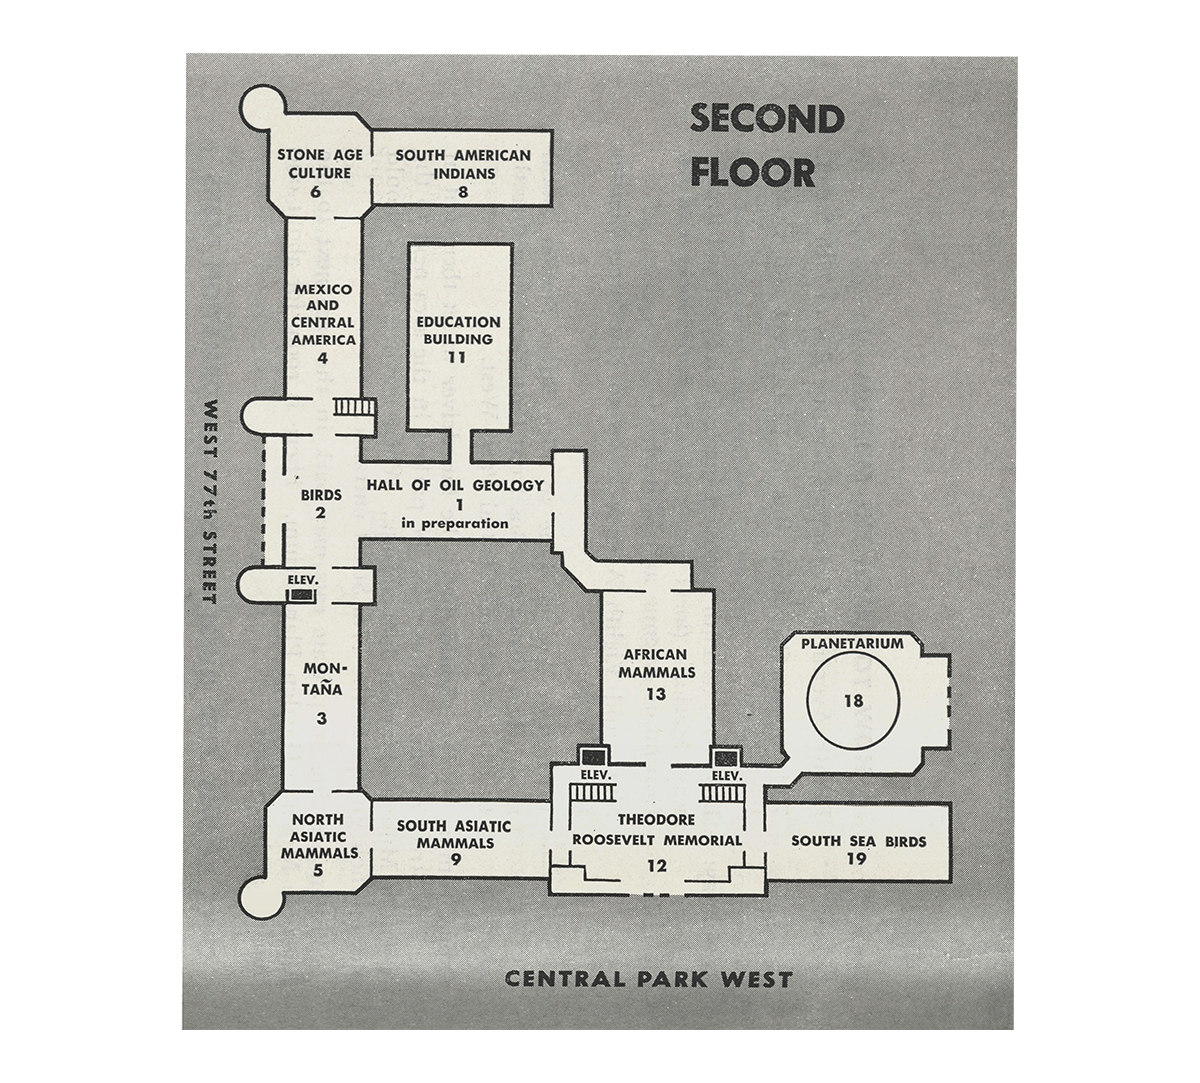 SECOND
FLOOR
STONE AGE
CULTURE
6
SOUTH AMERICAN
INDIANS
8
MEXICO
AND
CENTRAL
AMERICA
4
EDUCATION
BUILDING
11
WEST 77th STREET
BIRDS
2
HALL OF OIL GEOLOGY
1
in preparation
ELEV.
MON-
TAÑA
3
AFRICAN
MAMMALS
13
PLANETARIUM
18
ELEV.
ELEV.
NORTH
ASIATIC
MAMMALS
5
SOUTH ASIATIC
MAMMALS
9
THEODORE
ROOSEVELT MEMORIAL
12
SOUTH SEA BIRDS
19
CENTRAL PARK WEST